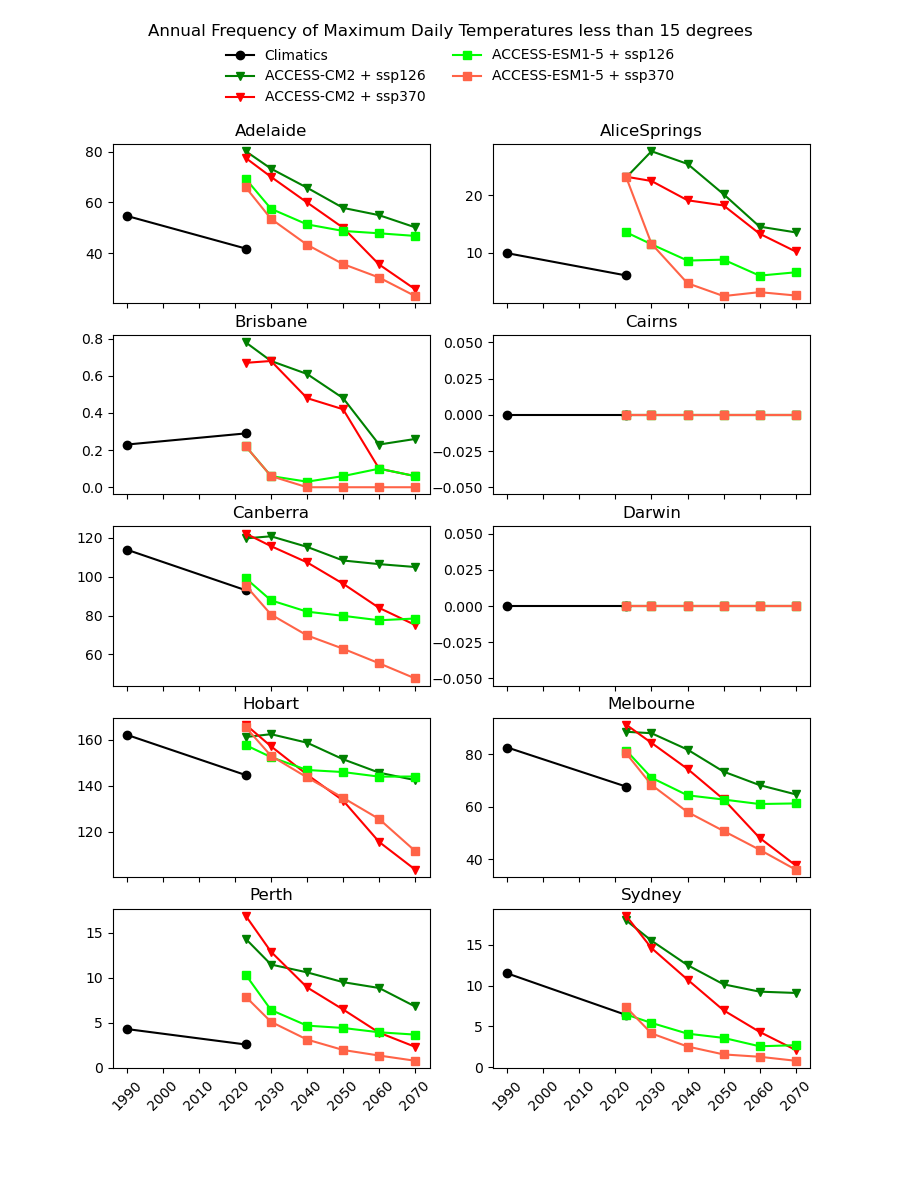 Annual Frequency of Maximum Daily Temperatures less than 15 degrees
Climatics
ACCESS-CM2 + ssp126
ACCESS-CM2 + ssp370
ACCESS-ESM1-5 + ssp126
ACCESS-ESM1-5 + ssp370
Adelaide
80
60
40
AliceSprings
20
10
Brisbane
0.8
0.6
0.4
0.2
0.0
Cairns
0.050
0.025
0.000
−0.025
−0.050
Canberra
120
100
80
60
Darwin
0.050
0.025
0.000
−0.025
−0.050
Hobart
160
140
120
Melbourne
80
60
40
Perth
15
10
5
0
1990 2000 2010 2020 2030 2040 2050 2060 2070
Sydney
15
10
5
0
1990 2000 2010 2020 2030 2040 2050 2060 2070